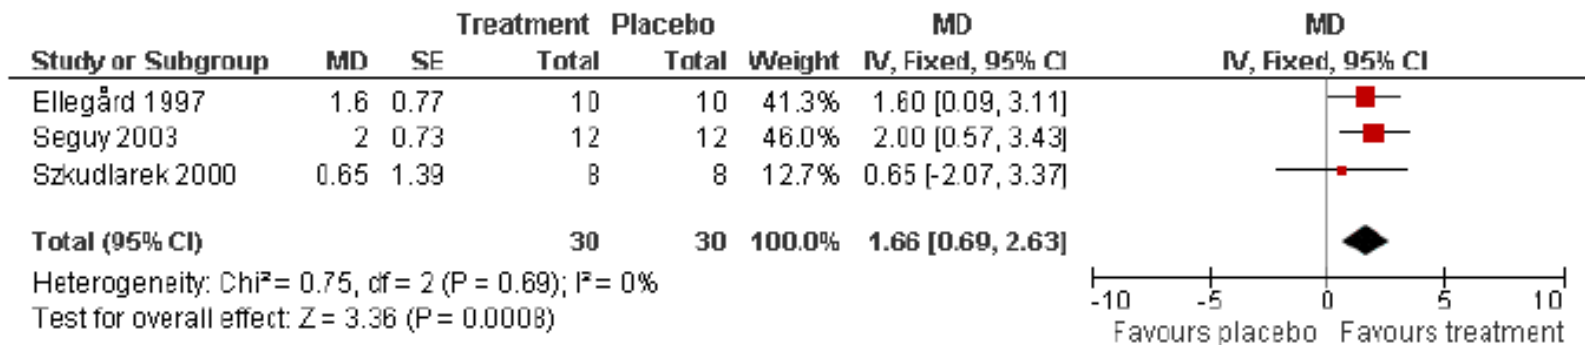 Treatment Placebo MD MD
Study or Subgroup MD SE Total Total Weight IV, Fixed, 95% CI IV, Fixed, 95% CI
Ellegård 1997 1.6 0.77 10 10 41.3% 1.60 [0.09, 3.11]
Seguy 2003 2 0.73 12 12 46.0% 2.00 [0.57, 3.43]
Szkudlarek 2000 0.65 1.39 8 8 12.7% 0.65 [-2.07, 3.37]
Total (95% CI) 30 30 100.0% 1.66 [0.69, 2.63]
Heterogeneity: Chi² = 0.75, df = 2 (P = 0.69); I² = 0%
Test for overall effect: Z = 3.36 (P = 0.0008)
-10 -5 0 5 10
Favours placebo Favours treatment